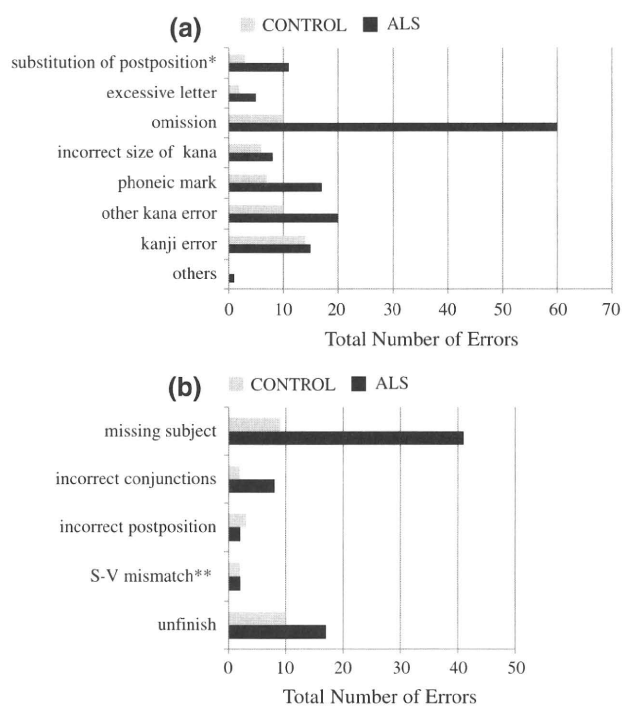 (a) CONTROL ALS
substitution of postposition*
excessive letter
omission
incorrect size of kana
phoneic mark
other kana error
kanji error
others
0 10 20 30 40 50 60 70
Total Number of Errors
(b) CONTROL ALS
missing subject
incorrect conjunctions
incorrect postposition
S-V mismatch**
unfinish
0 10 20 30 40 50
Total Number of Errors